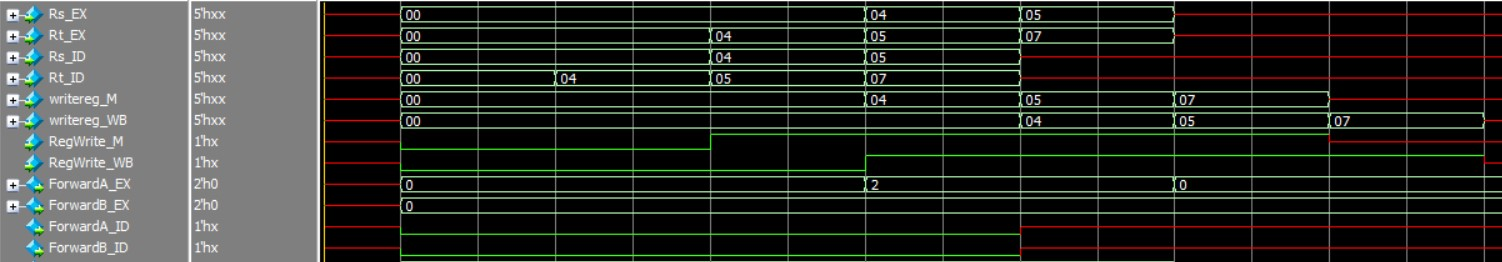 Rs_EX 5'hxx 00 04 05
Rt_EX 5'hxx 00 04 05 07
Rs_ID 5'hxx 00 04 05
Rt_ID 5'hxx 00 04 05 07
writereg_M 5'hxx 00 04 05 07
writereg_WB 5'hxx 00 04 05 07
RegWrite_M 1'hx
RegWrite_WB 1'hx
ForwardA_EX 2'h0 0 2 0
ForwardB_EX 2'h0 0
ForwardA_ID 1'hx
ForwardB_ID 1'hx